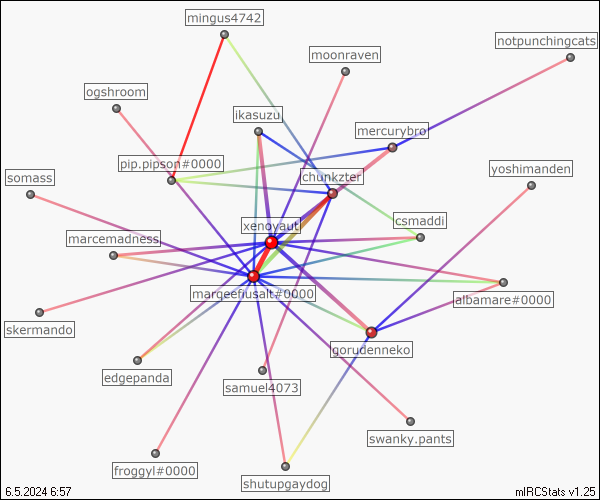 mingus4742
notpunchingcats
moonraven
ogshroom
ikasuzu
mercurybro
pip.pipson#0000
yoshimanden
chunkzter
somass
csmaddi
xenoyaut
marcemadness
albamare#0000
marqeefiusalt#0000
skermando
gorudenneko
edgepanda
samuel4073
swanky.pants
froggyl#0000
shutupgaydog
6.5.2024 6:57
mIRCStats v1.25